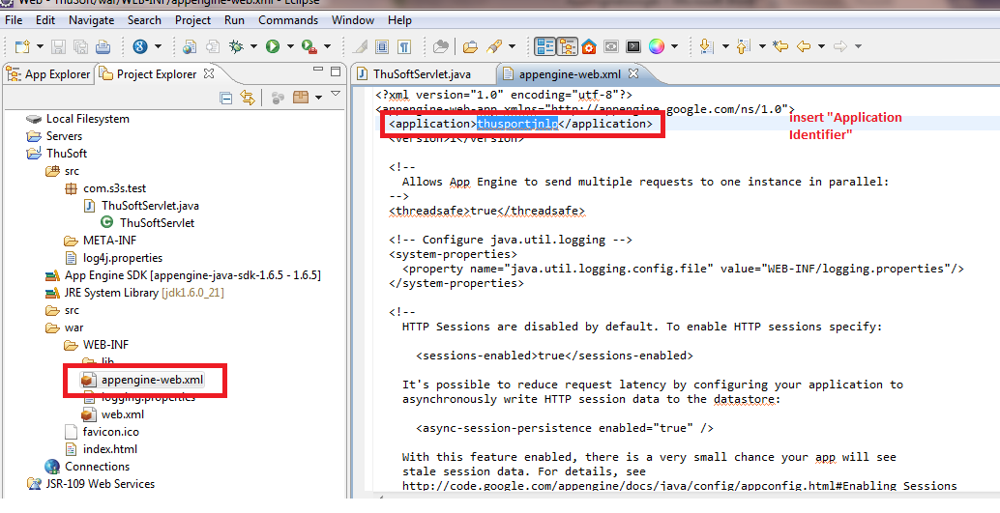 Web - ThuSoft/war/WEB-INF/appengine-web.xml - Eclipse
File Edit Navigate Search Project Run Commands Window Help
App Explorer Project Explorer
ThuSoftServlet.java appengine-web.xml
Local Filesystem
Servers
ThuSoft
src
com.s3s.test
ThuSoftServlet.java
ThuSoftServlet
META-INF
log4j.properties
App Engine SDK [appengine-java-sdk-1.6.5 - 1.6.5]
JRE System Library [jdk1.6.0_21]
src
war
WEB-INF
lib
appengine-web.xml
logging.properties
web.xml
favicon.ico
index.html
Connections
JSR-109 Web Services
<?xml version="1.0" encoding="utf-8"?>
<appengine-web-app xmlns="http://appengine.google.com/ns/1.0">
<application>thusportjnlp</application>
<version>1</version>
insert "Application
Identifier"
<!--
Allows App Engine to send multiple requests to one instance in parallel:
-->
<threadsafe>true</threadsafe>
<!-- Configure java.util.logging -->
<system-properties>
<property name="java.util.logging.config.file" value="WEB-INF/logging.properties"/>
</system-properties>
<!--
HTTP Sessions are disabled by default. To enable HTTP sessions specify:
<sessions-enabled>true</sessions-enabled>
It's possible to reduce request latency by configuring your application to
asynchronously write HTTP session data to the datastore:
<async-session-persistence enabled="true" />
With this feature enabled, there is a very small chance your app will see
stale session data. For details, see
http://code.google.com/appengine/docs/java/config/appconfig.html#Enabling Sessions